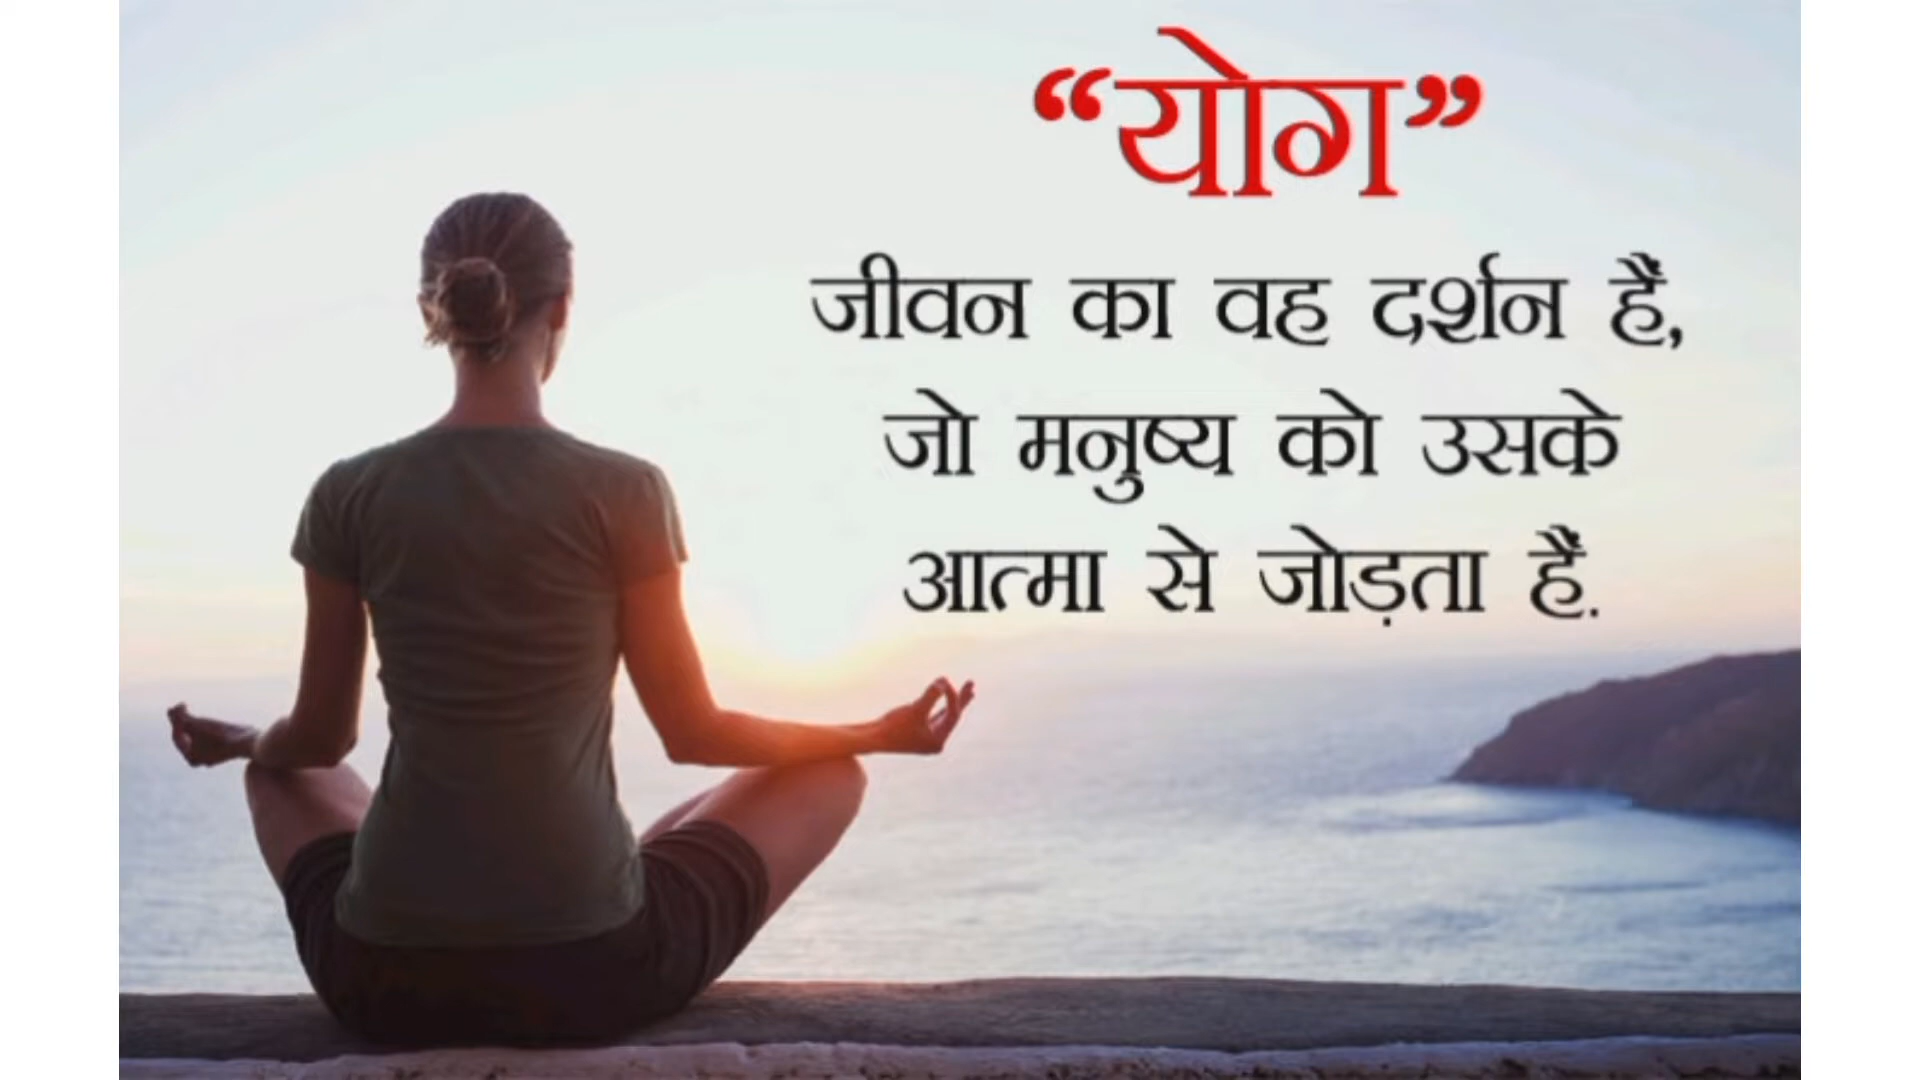 “योग”
जीवन का वह दर्शन हैं,
जो मनुष्य को उसके
आत्मा से जोड़ता हैं.